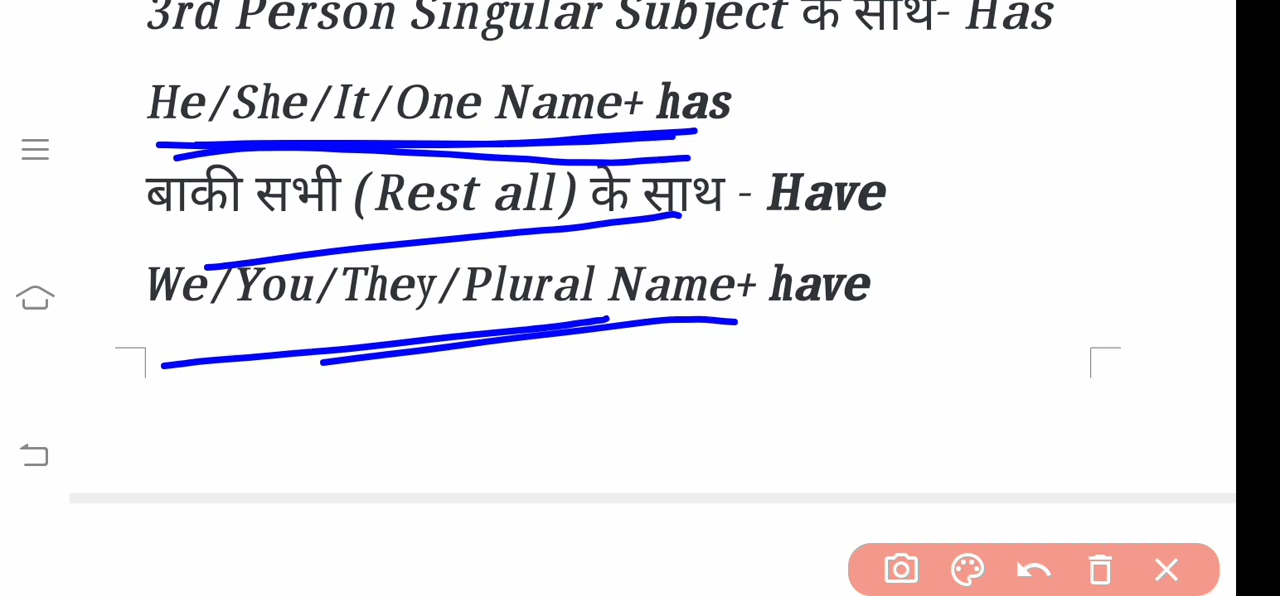 3rd Person Singular Subject के साथ- Has
He/She/It/One Name+ has
बाकी सभी (Rest all) के साथ - Have
We/You/They/Plural Name+ have